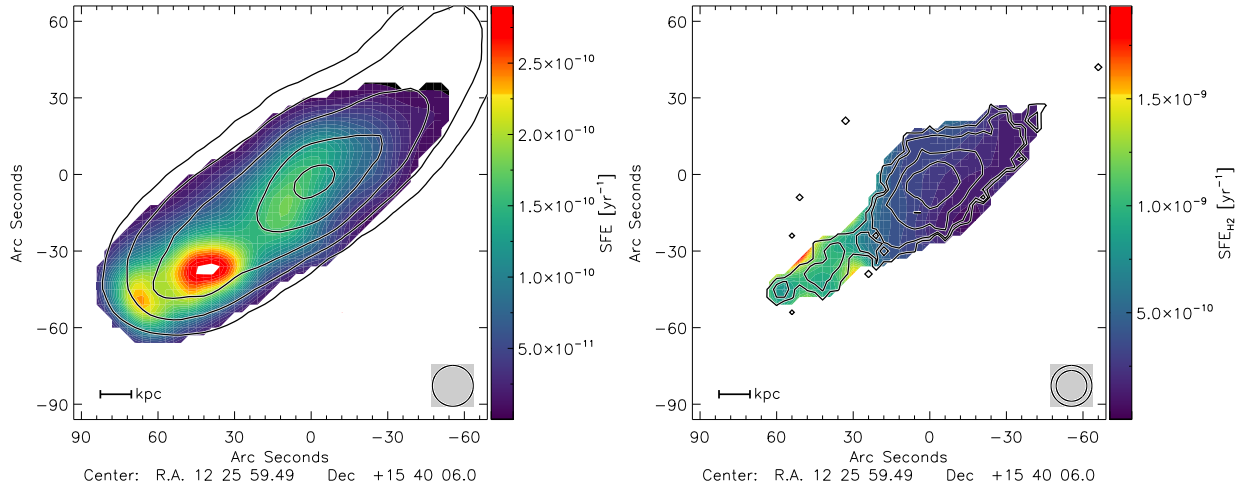 60
30
0
−30
−60
−90
Arc Seconds
90 60 30 0 −30 −60
Arc Seconds
Center: R.A. 12 25 59.49 Dec +15 40 06.0
kpc
2.5×10⁻¹⁰
2.0×10⁻¹⁰
1.5×10⁻¹⁰
1.0×10⁻¹⁰
5.0×10⁻¹¹
SFE [yr⁻¹]
60
30
0
−30
−60
−90
Arc Seconds
90 60 30 0 −30 −60
Arc Seconds
Center: R.A. 12 25 59.49 Dec +15 40 06.0
kpc
1.5×10⁻⁹
1.0×10⁻⁹
5.0×10⁻¹⁰
SFE_H2 [yr⁻¹]